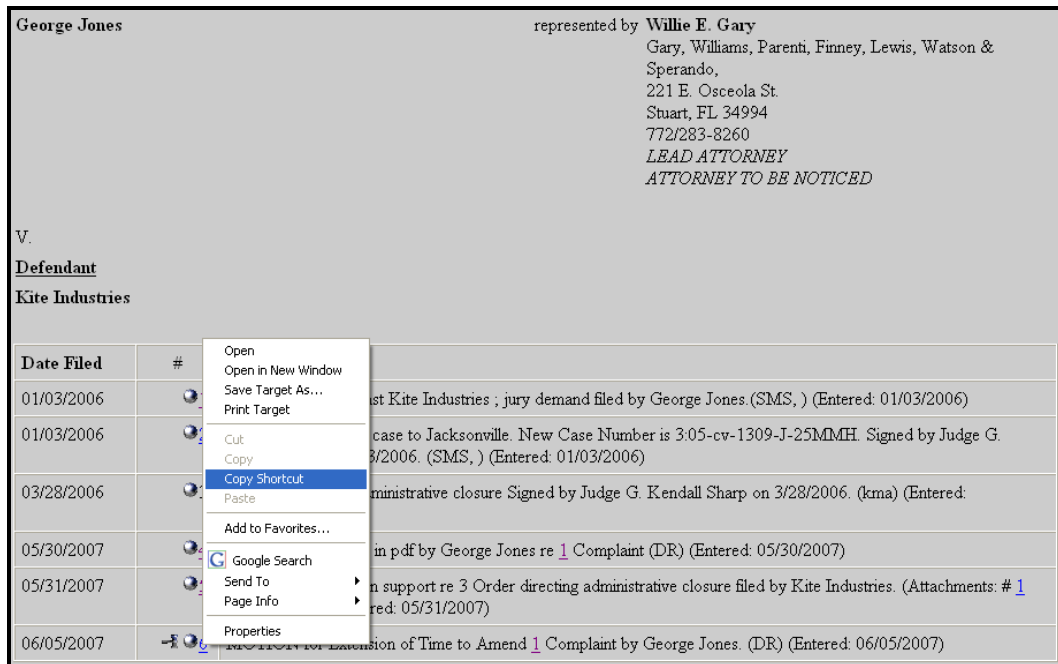 George Jones
represented by Willie E. Gary
Gary, Williams, Parenti, Finney, Lewis, Watson &
Sperando,
221 E. Osceola St.
Stuart, FL 34994
772/283-8260
LEAD ATTORNEY
ATTORNEY TO BE NOTICED
V.
Defendant
Kite Industries
Date Filed #
01/03/2006 Kite Industries ; jury demand filed by George Jones.(SMS, ) (Entered: 01/03/2006)
01/03/2006 case to Jacksonville. New Case Number is 3:05-cv-1309-J-25MMH. Signed by Judge G.
/2006. (SMS, ) (Entered: 01/03/2006)
03/28/2006 closure Signed by Judge G. Kendall Sharp on 3/28/2006. (kma) (Entered:
05/30/2007 in pdf by George Jones re 1 Complaint (DR) (Entered: 05/30/2007)
05/31/2007 support re 3 Order directing administrative closure filed by Kite Industries. (Attachments: # 1
05/31/2007)
06/05/2007 6 MOTION for Extension of Time to Amend 1 Complaint by George Jones. (DR) (Entered: 06/05/2007)
Open
Open in New Window
Save Target As...
Print Target
Cut
Copy
Copy Shortcut
Paste
Add to Favorites...
G Google Search
Send To
Page Info
Properties